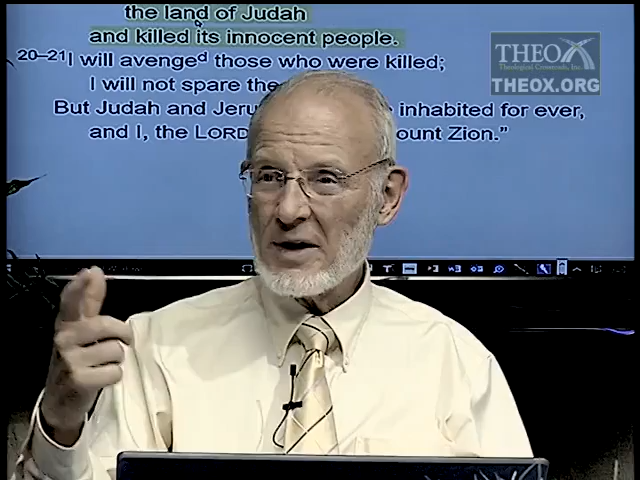 the land of Judah
and killed its innocent people.
20–21 I will avenged those who were killed;
I will not spare the
But Judah and Jeru inhabited for ever,
and I, the LORD ount Zion.”
THEOX
Theological Crossroads, Inc.
THEOX.ORG